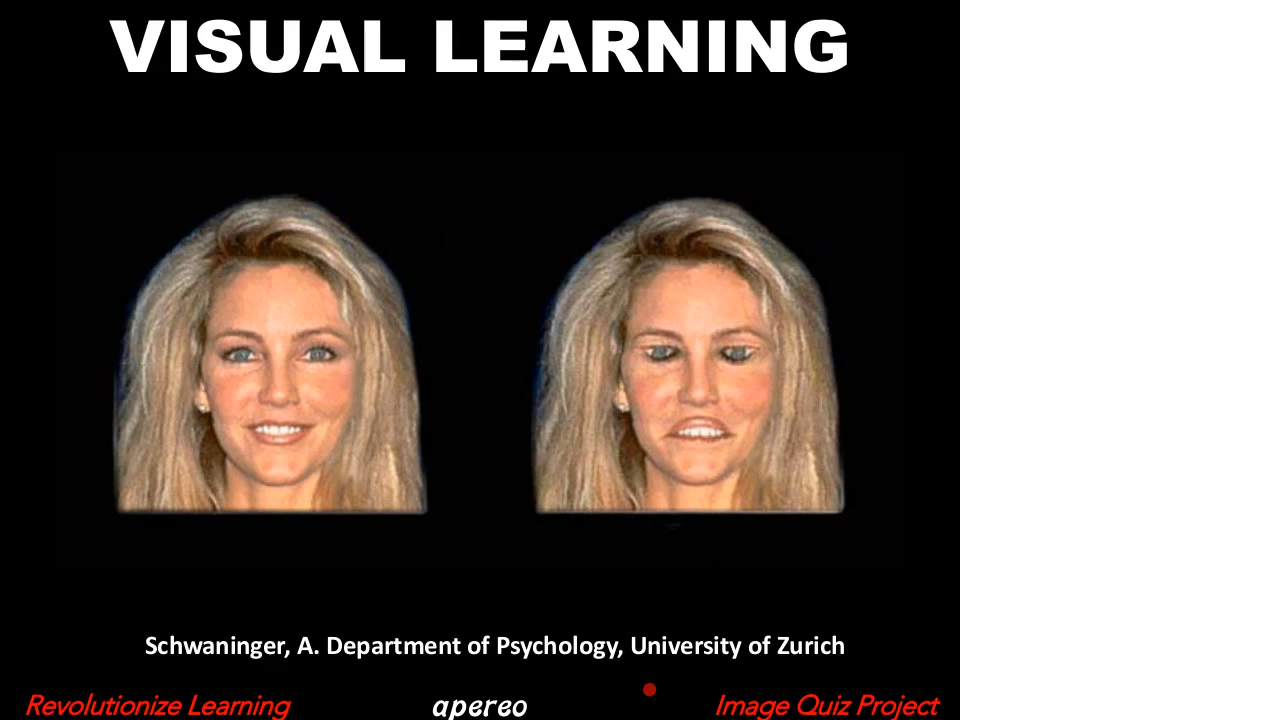 VISUAL LEARNING
Schwaninger, A. Department of Psychology, University of Zurich
Revolutionize Learning
apereo
Image Quiz Project